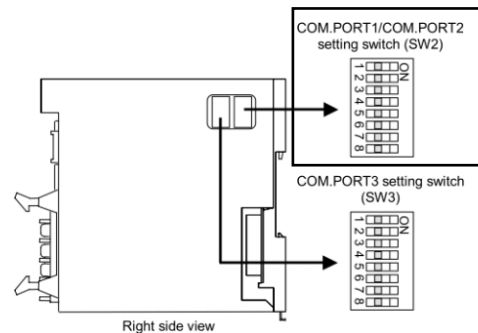 COM.PORT1/COM.PORT2
setting switch (SW2)
ON
1
2
3
4
5
6
7
8
COM.PORT3 setting switch
(SW3)
ON
1
2
3
4
5
6
7
8
Right side view